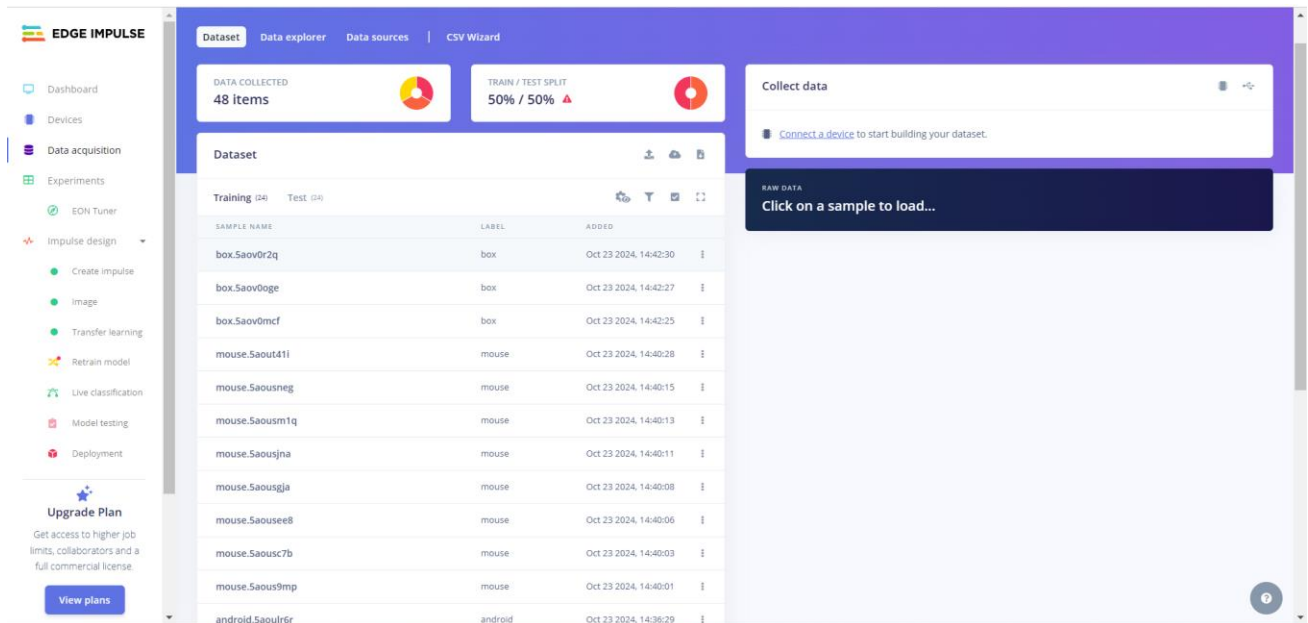 EDGE IMPULSE
Dashboard
Devices
Data acquisition
Experiments
EON Tuner
Impulse design
Create impulse
Image
Transfer learning
Retrain model
Live classification
Model testing
Deployment
Upgrade Plan
Get access to higher job
limits, collaborators and a
full commercial license.
View plans
Dataset Data explorer Data sources | CSV Wizard
DATA COLLECTED
48 items
TRAIN / TEST SPLIT
50% / 50%
Dataset
Training (24) Test (24)
SAMPLE NAME LABEL ADDED
box.5aov0r2q box Oct 23 2024, 14:42:30
box.5aov0oge box Oct 23 2024, 14:42:27
box.5aov0mcf box Oct 23 2024, 14:42:25
mouse.5aout41i mouse Oct 23 2024, 14:40:28
mouse.5aousneg mouse Oct 23 2024, 14:40:15
mouse.5aousm1q mouse Oct 23 2024, 14:40:13
mouse.5aousjna mouse Oct 23 2024, 14:40:11
mouse.5aousgja mouse Oct 23 2024, 14:40:08
mouse.5aousee8 mouse Oct 23 2024, 14:40:06
mouse.5aousc7b mouse Oct 23 2024, 14:40:03
mouse.5aous9mp mouse Oct 23 2024, 14:40:01
android.5aoulr6r android Oct 23 2024, 14:36:29
Collect data
Connect a device to start building your dataset.
RAW DATA
Click on a sample to load...